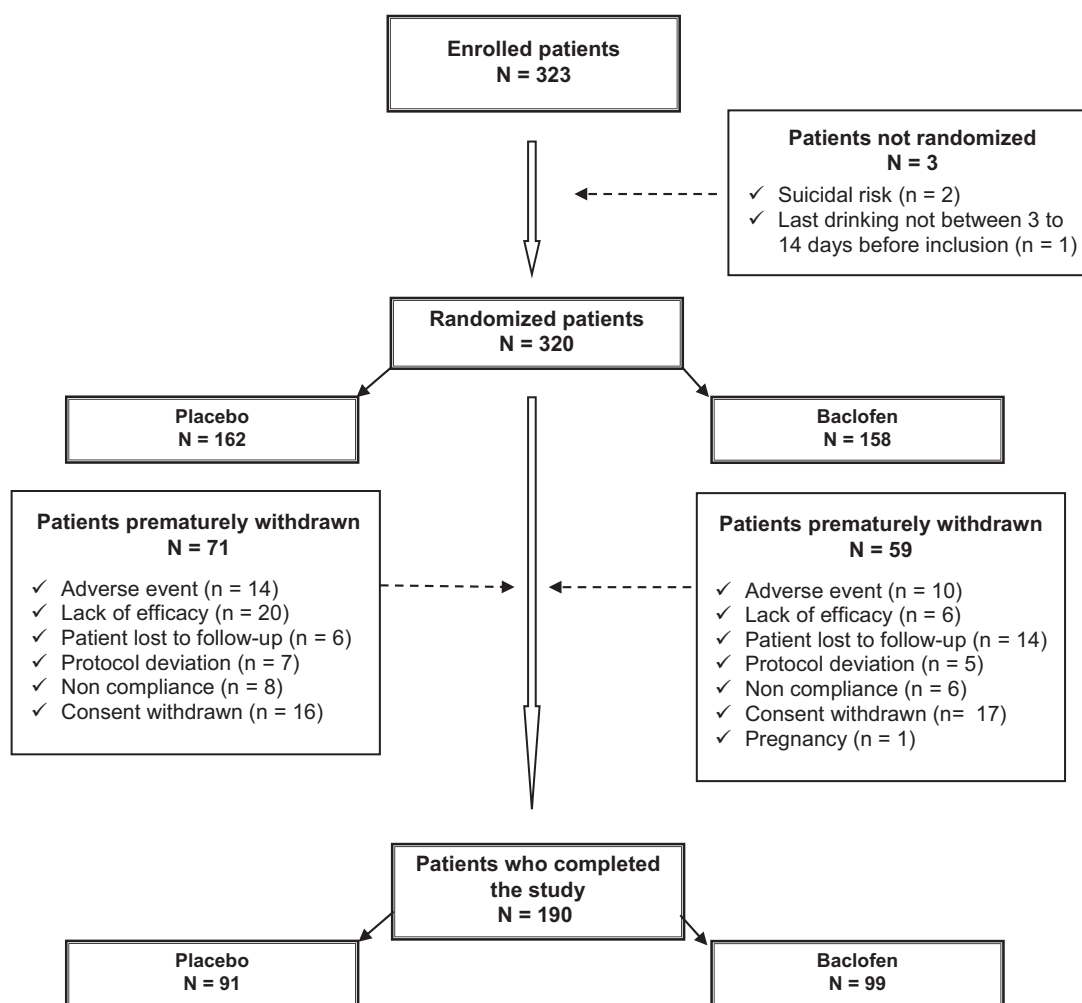 Enrolled patients
N = 323
Patients not randomized
N = 3
✓ Suicidal risk (n = 2)
✓ Last drinking not between 3 to
14 days before inclusion (n = 1)
Randomized patients
N = 320
Placebo
N = 162
Baclofen
N = 158
Patients prematurely withdrawn
N = 71
✓ Adverse event (n = 14)
✓ Lack of efficacy (n = 20)
✓ Patient lost to follow-up (n = 6)
✓ Protocol deviation (n = 7)
✓ Non compliance (n = 8)
✓ Consent withdrawn (n = 16)
Patients prematurely withdrawn
N = 59
✓ Adverse event (n = 10)
✓ Lack of efficacy (n = 6)
✓ Patient lost to follow-up (n = 14)
✓ Protocol deviation (n = 5)
✓ Non compliance (n = 6)
✓ Consent withdrawn (n= 17)
✓ Pregnancy (n = 1)
Patients who completed
the study
N = 190
Placebo
N = 91
Baclofen
N = 99